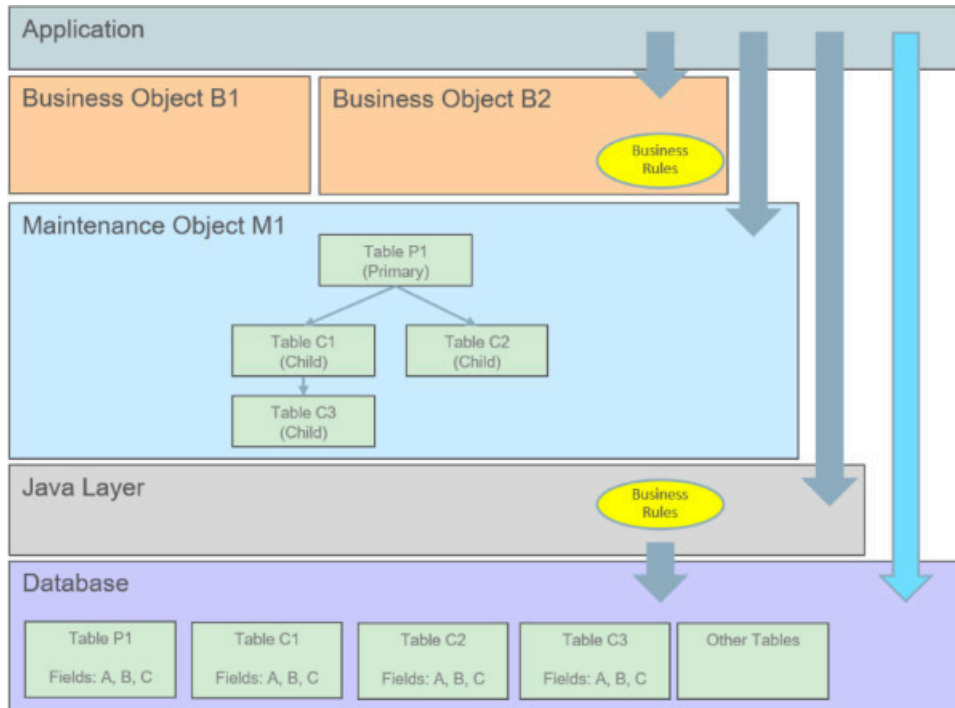 Application
Business Object B1
Business Object B2
Business
Rules
Maintenance Object M1
Table P1
(Primary)
Table C1
(Child)
Table C2
(Child)
Table C3
(Child)
Java Layer
Business
Rules
Database
Table P1
Fields: A, B, C
Table C1
Fields: A, B, C
Table C2
Fields: A, B, C
Table C3
Fields: A, B, C
Other Tables